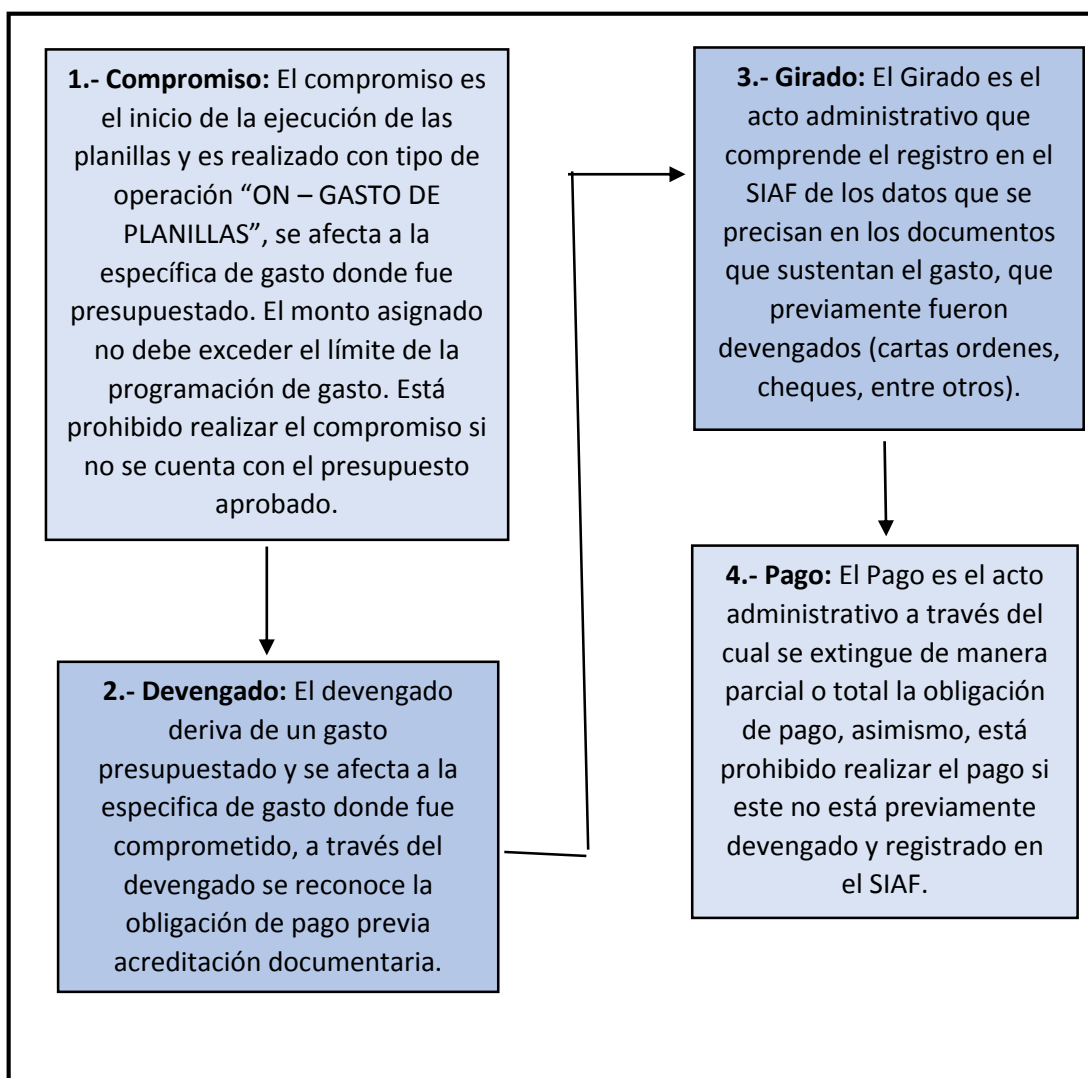 1.- Compromiso: El compromiso es
el inicio de la ejecución de las
planillas y es realizado con tipo de
operación “ON – GASTO DE
PLANILLAS”, se afecta a la
específica de gasto donde fue
presupuestado. El monto asignado
no debe exceder el límite de la
programación de gasto. Está
prohibido realizar el compromiso si
no se cuenta con el presupuesto
aprobado.
2.- Devengado: El devengado
deriva de un gasto
presupuestado y se afecta a la
especifica de gasto donde fue
comprometido, a través del
devengado se reconoce la
obligación de pago previa
acreditación documentaria.
3.- Girado: El Girado es el
acto administrativo que
comprende el registro en el
SIAF de los datos que se
precisan en los documentos
que sustentan el gasto, que
previamente fueron
devengados (cartas ordenes,
cheques, entre otros).
4.- Pago: El Pago es el acto
administrativo a través del
cual se extingue de manera
parcial o total la obligación
de pago, asimismo, está
prohibido realizar el pago si
este no está previamente
devengado y registrado en
el SIAF.